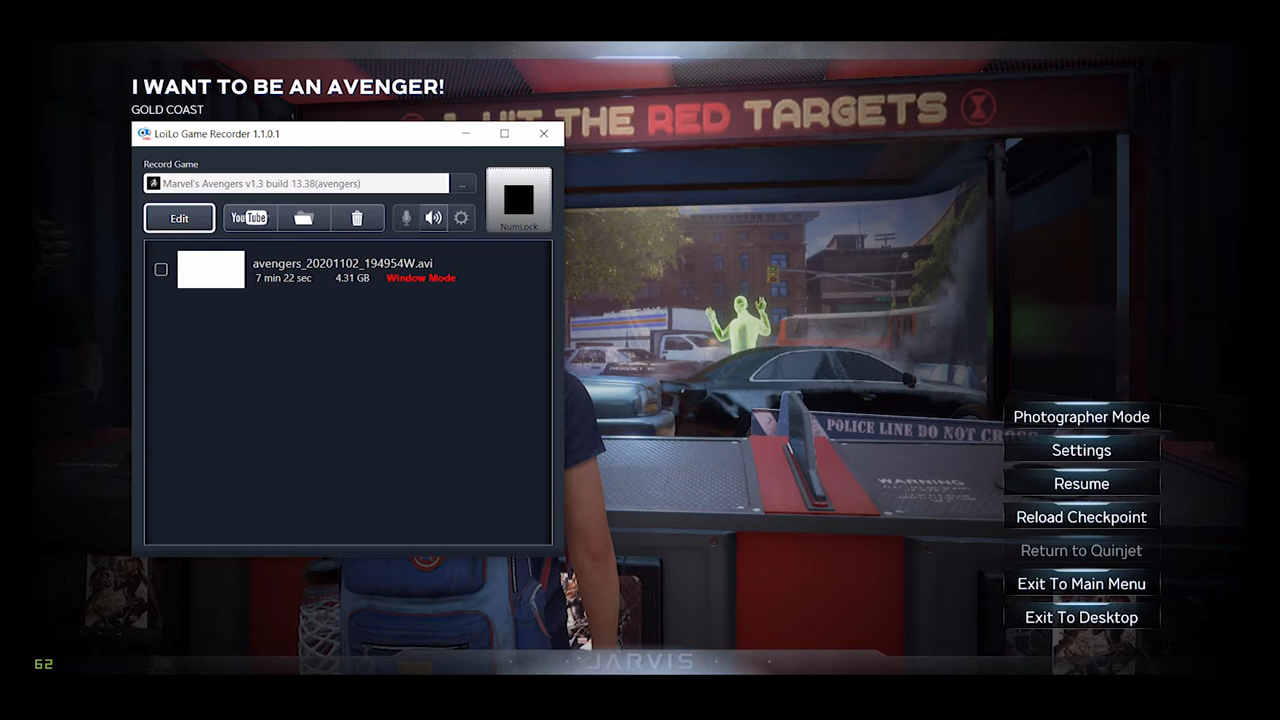 I WANT TO BE AN AVENGER!
GOLD COAST
HIT THE RED TARGETS
LoiLo Game Recorder 1.1.0.1
Record Game
Marvel's Avengers v1.3 build 13.38(avengers)
...
Edit
YouTube
NumLock
avengers_20201102_194954W.avi
7 min 22 sec 4.31 GB Window Mode
POLICE LINE DO NOT CROSS
WARNING
Photographer Mode
Settings
Resume
Reload Checkpoint
Return to Quinjet
Exit To Main Menu
Exit To Desktop
62
JARVIS